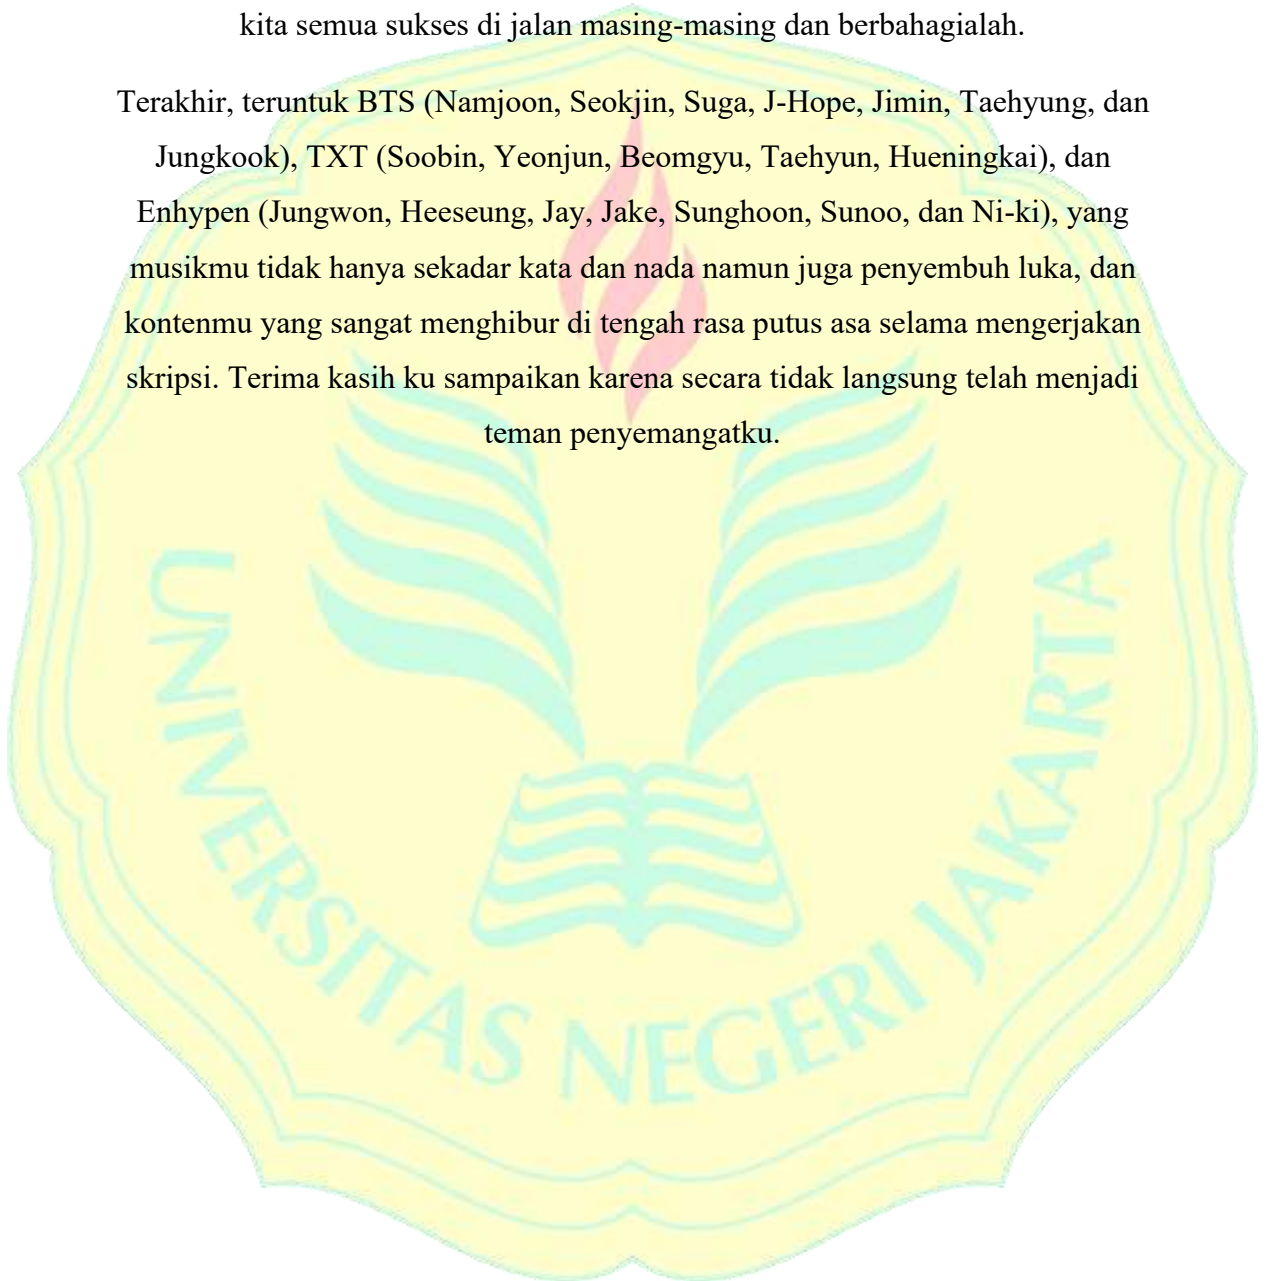 kita semua sukses di jalan masing-masing dan berbahagialah.
Terakhir, teruntuk BTS (Namjoon, Seokjin, Suga, J-Hope, Jimin, Taehyung, dan
Jungkook), TXT (Soobin, Yeonjun, Beomgyu, Taehyun, Hueningkai), dan
Enhypen (Jungwon, Heeseung, Jay, Jake, Sunghoon, Sunoo, dan Ni-ki), yang
musikmu tidak hanya sekadar kata dan nada namun juga penyembuh luka, dan
kontenmu yang sangat menghibur di tengah rasa putus asa selama mengerjakan
skripsi. Terima kasih ku sampaikan karena secara tidak langsung telah menjadi
teman penyemangatku.
UNIVERSITAS NEGERI JAKARTA